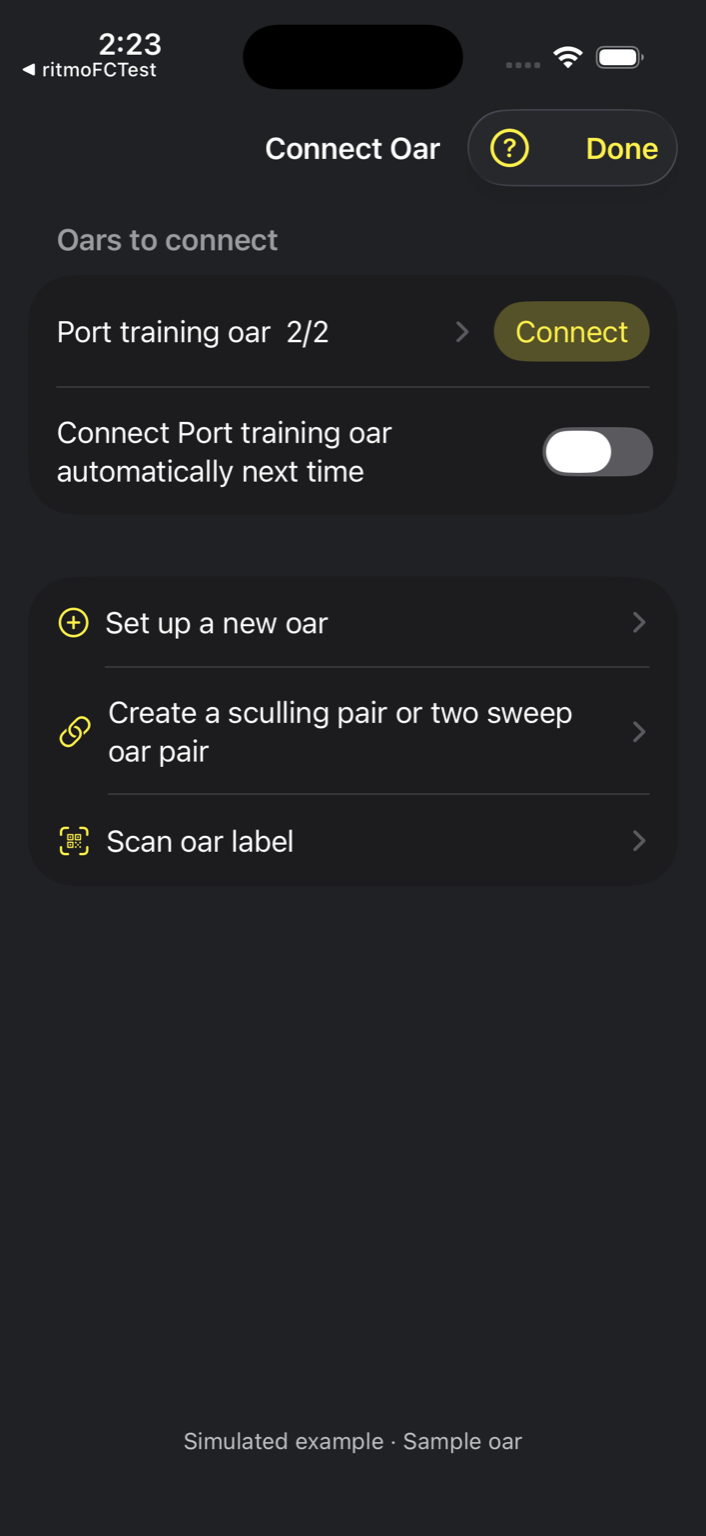 2:23
◀ ritmoFCTest
Connect Oar
?
Done
Oars to connect
Port training oar 2/2
Connect
Connect Port training oar
automatically next time
Set up a new oar
Create a sculling pair or two sweep
oar pair
Scan oar label
Simulated example · Sample oar